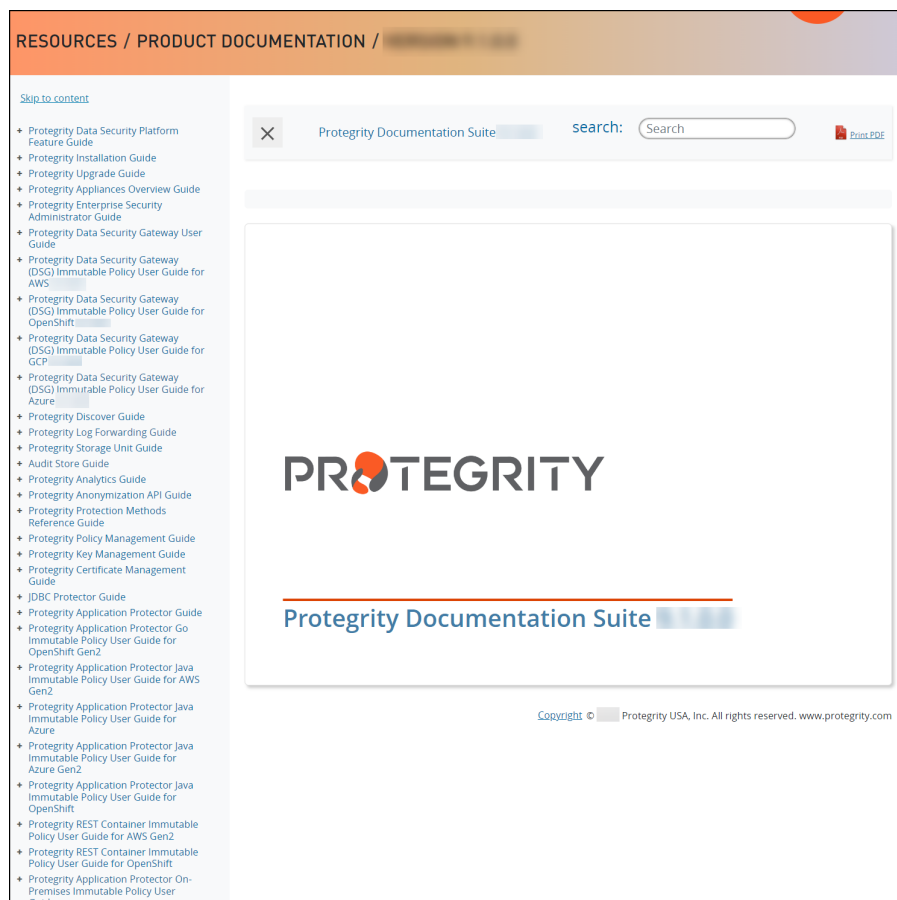 RESOURCES / PRODUCT DOCUMENTATION /
Skip to content
+ Protegrity Data Security Platform
Feature Guide
+ Protegrity Installation Guide
+ Protegrity Upgrade Guide
+ Protegrity Appliances Overview Guide
+ Protegrity Enterprise Security
Administrator Guide
+ Protegrity Data Security Gateway User
Guide
+ Protegrity Data Security Gateway
(DSG) Immutable Policy User Guide for
AWS
+ Protegrity Data Security Gateway
(DSG) Immutable Policy User Guide for
OpenShift
+ Protegrity Data Security Gateway
(DSG) Immutable Policy User Guide for
GCP
+ Protegrity Data Security Gateway
(DSG) Immutable Policy User Guide for
Azure
+ Protegrity Discover Guide
+ Protegrity Log Forwarding Guide
+ Protegrity Storage Unit Guide
+ Audit Store Guide
+ Protegrity Analytics Guide
+ Protegrity Anonymization API Guide
+ Protegrity Protection Methods
Reference Guide
+ Protegrity Policy Management Guide
+ Protegrity Key Management Guide
+ Protegrity Certificate Management
Guide
+ JDBC Protector Guide
+ Protegrity Application Protector Guide
+ Protegrity Application Protector Go
Immutable Policy User Guide for
OpenShift Gen2
+ Protegrity Application Protector Java
Immutable Policy User Guide for AWS
Gen2
+ Protegrity Application Protector Java
Immutable Policy User Guide for
Azure
+ Protegrity Application Protector Java
Immutable Policy User Guide for
Azure Gen2
+ Protegrity Application Protector Java
Immutable Policy User Guide for
OpenShift
+ Protegrity REST Container Immutable
Policy User Guide for AWS Gen2
+ Protegrity REST Container Immutable
Policy User Guide for OpenShift
+ Protegrity Application Protector On-
Premises Immutable Policy User
Protegrity Documentation Suite
search:
Search
Print PDF
PROTEGRITY
Protegrity Documentation Suite
Copyright © Protegrity USA, Inc. All rights reserved. www.protegrity.com